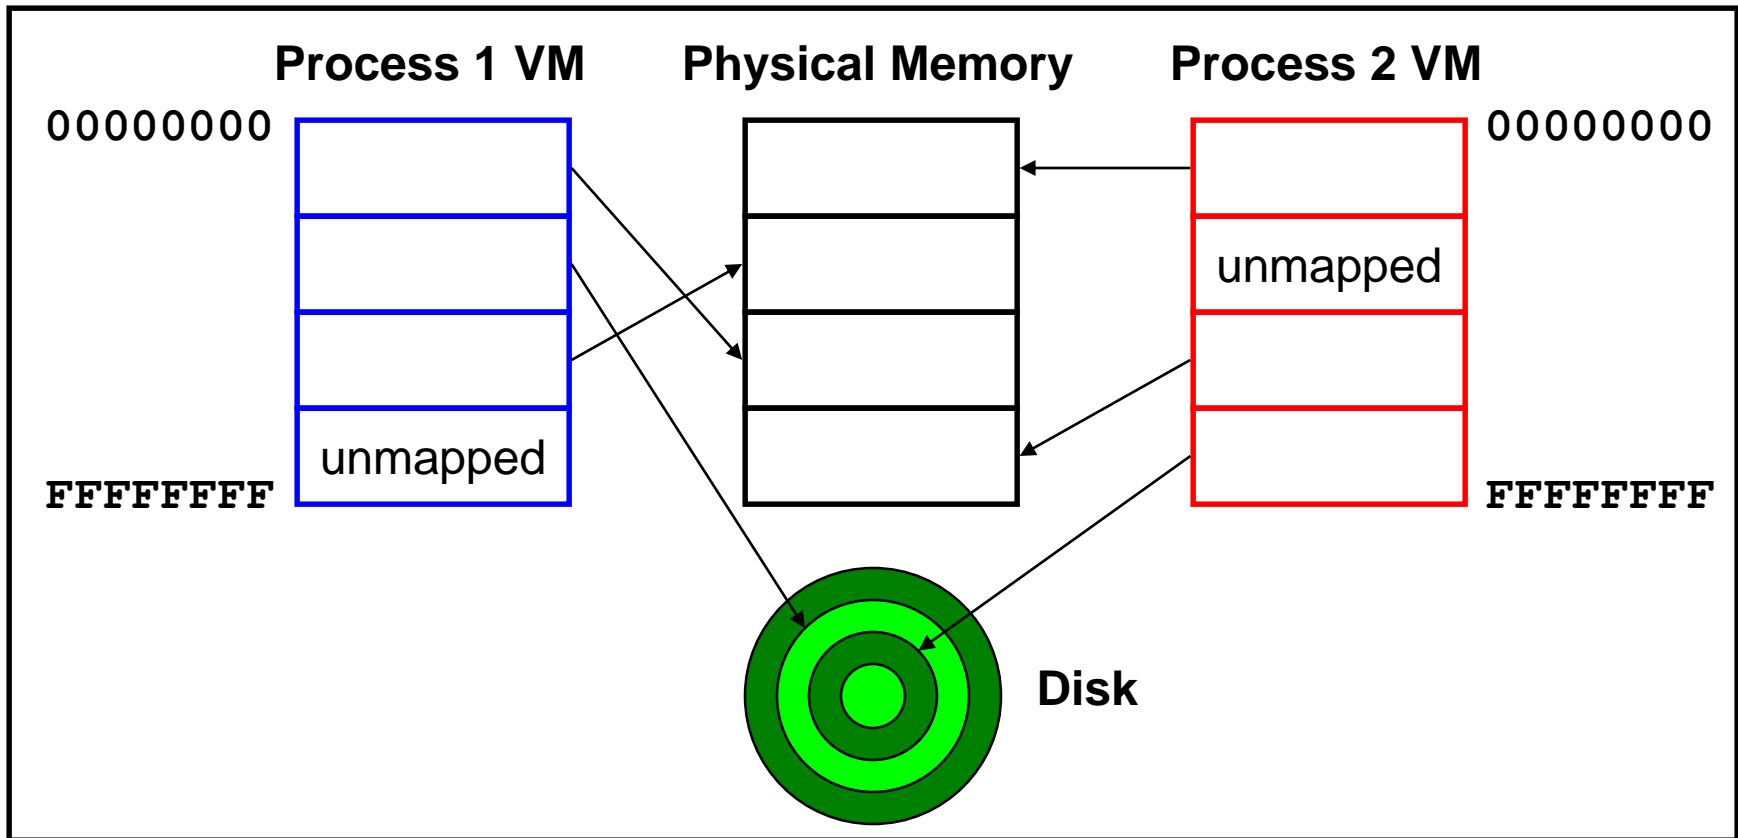 Process 1 VM Physical Memory Process 2 VM
00000000 00000000
unmapped
unmapped
FFFFFFFF FFFFFFFF
Disk